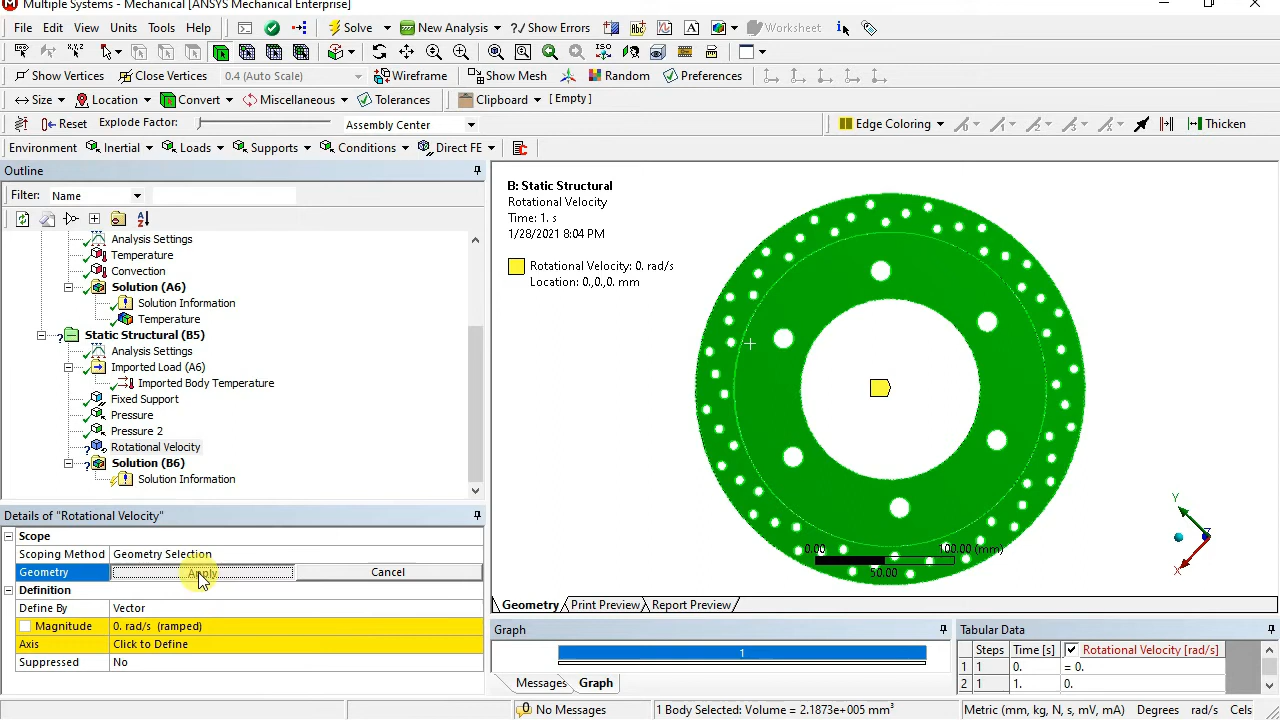 Multiple Systems - Mechanical [ANSYS Mechanical Enterprise]
File Edit View Units Tools Help Solve New Analysis Show Errors Worksheet
Show Vertices Close Vertices 0.4 (Auto Scale) Wireframe Show Mesh Random Preferences
Size Location Convert Miscellaneous Tolerances Clipboard [ Empty ]
Reset Explode Factor: Assembly Center Edge Coloring Thicken
Environment Inertial Loads Supports Conditions Direct FE
Outline
Filter: Name
Analysis Settings
Temperature
Convection
Solution (A6)
Solution Information
Temperature
Static Structural (B5)
Analysis Settings
Imported Load (A6)
Imported Body Temperature
Fixed Support
Pressure
Pressure 2
Rotational Velocity
Solution (B6)
Solution Information
Details of "Rotational Velocity"
Scope
Scoping Method Geometry Selection
Geometry Apply Cancel
Definition
Define By Vector
Magnitude 0. rad/s (ramped)
Axis Click to Define
Suppressed No
B: Static Structural
Rotational Velocity
Time: 1. s
1/28/2021 8:04 PM
Rotational Velocity: 0. rad/s
Location: 0.,0.,0. mm
0.00 100.00 (mm)
50.00
Y
Z
X
Geometry Print Preview Report Preview
Graph
1
Messages Graph
Tabular Data
Steps Time [s] Rotational Velocity [rad/s]
1 1 0. = 0.
2 1 1. 0.
0 No Messages 1 Body Selected: Volume = 2.1873e+005 mm³ Metric (mm, kg, N, s, mV, mA) Degrees rad/s Cels